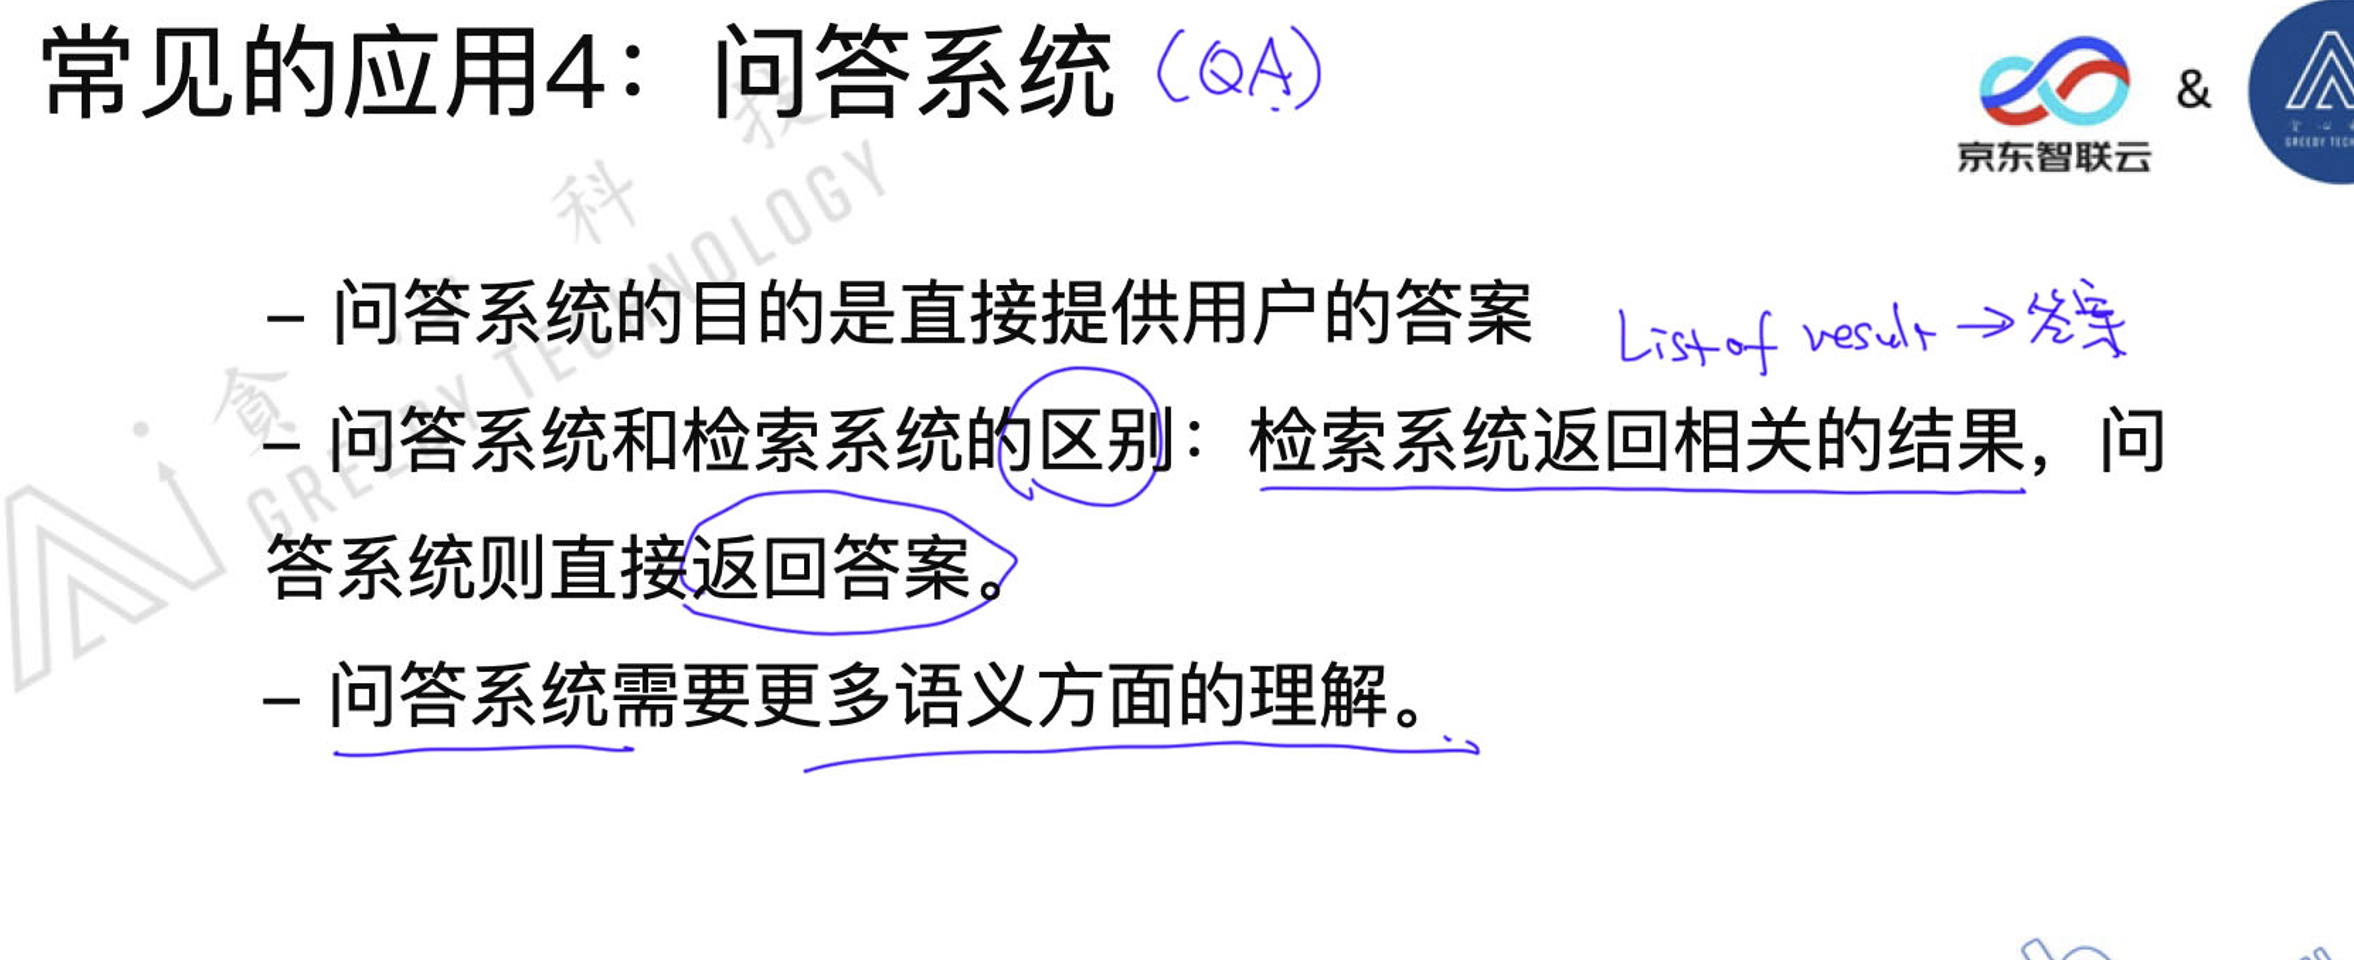 常见的应用4：问答系统 (QA)
京东智联云 &
贪心科技
GREEDY TECHNOLOGY
– 问答系统的目的是直接提供用户的答案 List of result → 答案
– 问答系统和检索系统的区别：检索系统返回相关的结果，问
答系统则直接返回答案。
– 问答系统需要更多语义方面的理解。